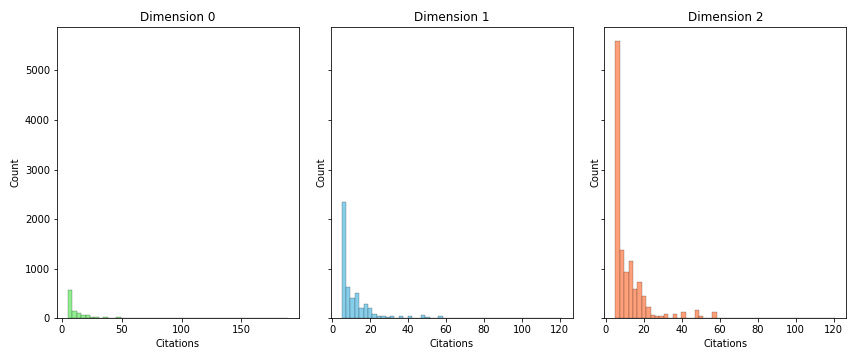 Dimension 0
Dimension 1
Dimension 2
5000
4000
3000
2000
1000
0
Count
Count
Count
0 50 100 150
0 20 40 60 80 100 120
0 20 40 60 80 100 120
Citations
Citations
Citations